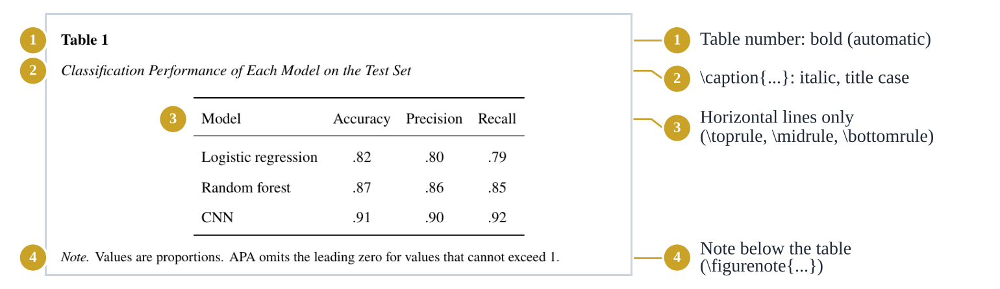 1 Table 1
2 Classification Performance of Each Model on the Test Set
3 Model Accuracy Precision Recall
Logistic regression .82 .80 .79
Random forest .87 .86 .85
CNN .91 .90 .92
4 Note. Values are proportions. APA omits the leading zero for values that cannot exceed 1.
1 Table number: bold (automatic)
2 \caption{...}: italic, title case
3 Horizontal lines only
(\toprule, \midrule, \bottomrule)
4 Note below the table
(\figurenote{...})